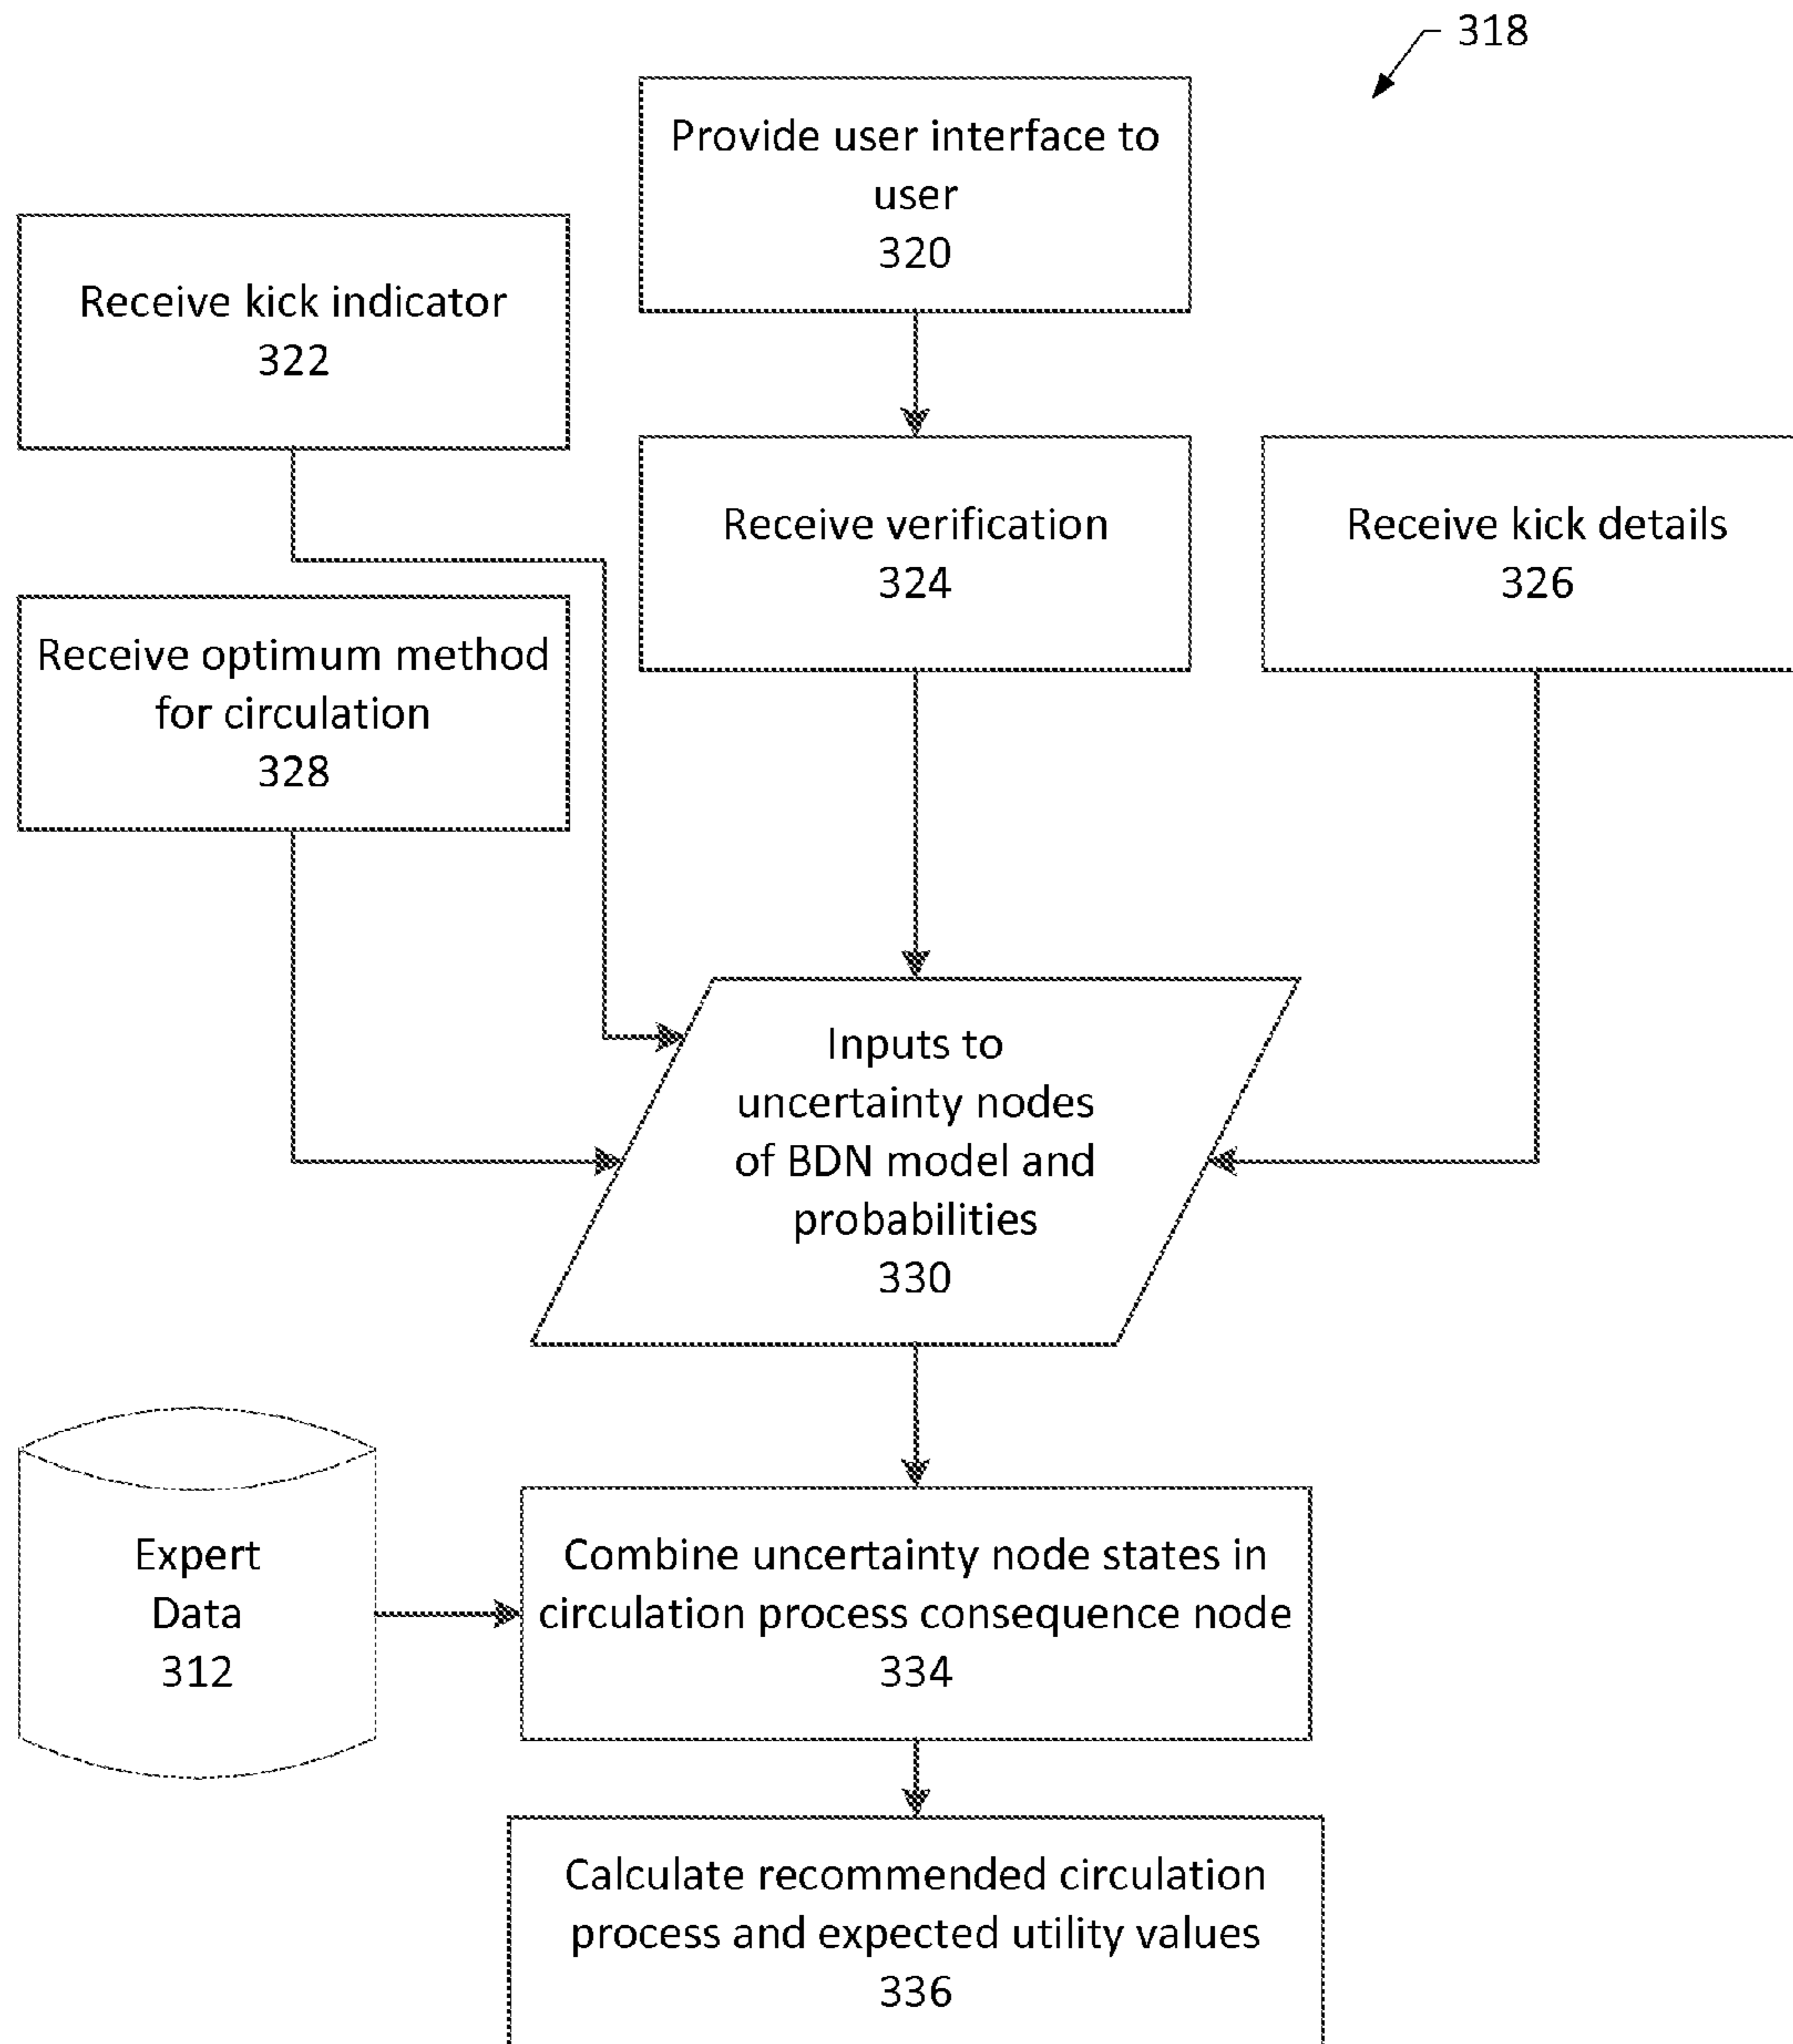 318
Provide user interface to
user
320
Receive kick indicator
322
Receive verification
324
Receive kick details
326
Receive optimum method
for circulation
328
Inputs to
uncertainty nodes
of BDN model and
probabilities
330
Expert
Data
312
Combine uncertainty node states in
circulation process consequence node
334
Calculate recommended circulation
process and expected utility values
336